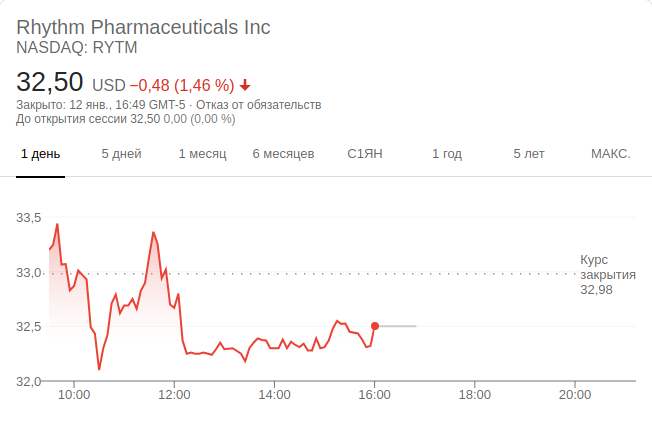 Rhythm Pharmaceuticals Inc
NASDAQ: RYTM
32,50 USD −0,48 (1,46 %)
Закрыто: 12 янв., 16:49 GMT-5 · Отказ от обязательств
До открытия сессии 32,50 0,00 (0,00 %)
1 день 5 дней 1 месяц 6 месяцев С1ЯН 1 год 5 лет МАКС.
33,5
33,0
32,5
32,0
Курс
закрытия
32,98
10:00 12:00 14:00 16:00 18:00 20:00